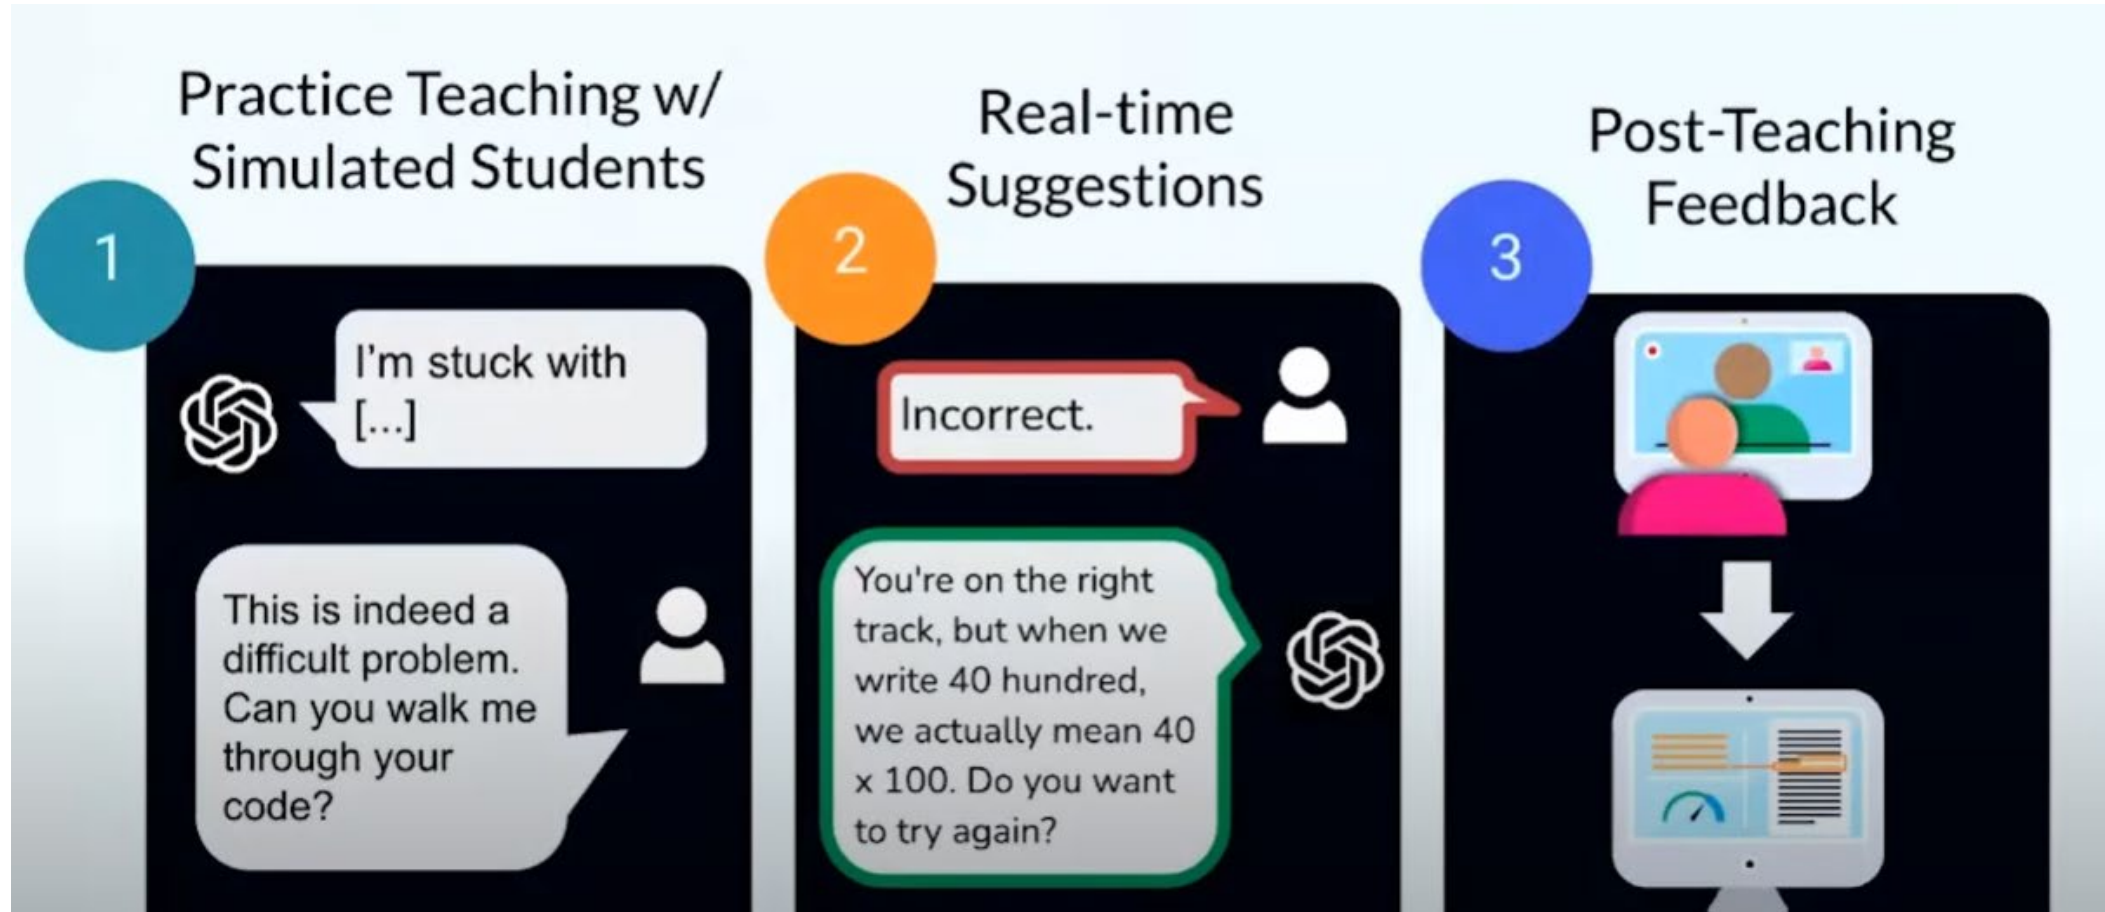 Practice Teaching w/
Simulated Students
1
I'm stuck with
[...]
This is indeed a
difficult problem.
Can you walk me
through your
code?
Real-time
Suggestions
2
Incorrect.
You're on the right
track, but when we
write 40 hundred,
we actually mean 40
x 100. Do you want
to try again?
Post-Teaching
Feedback
3